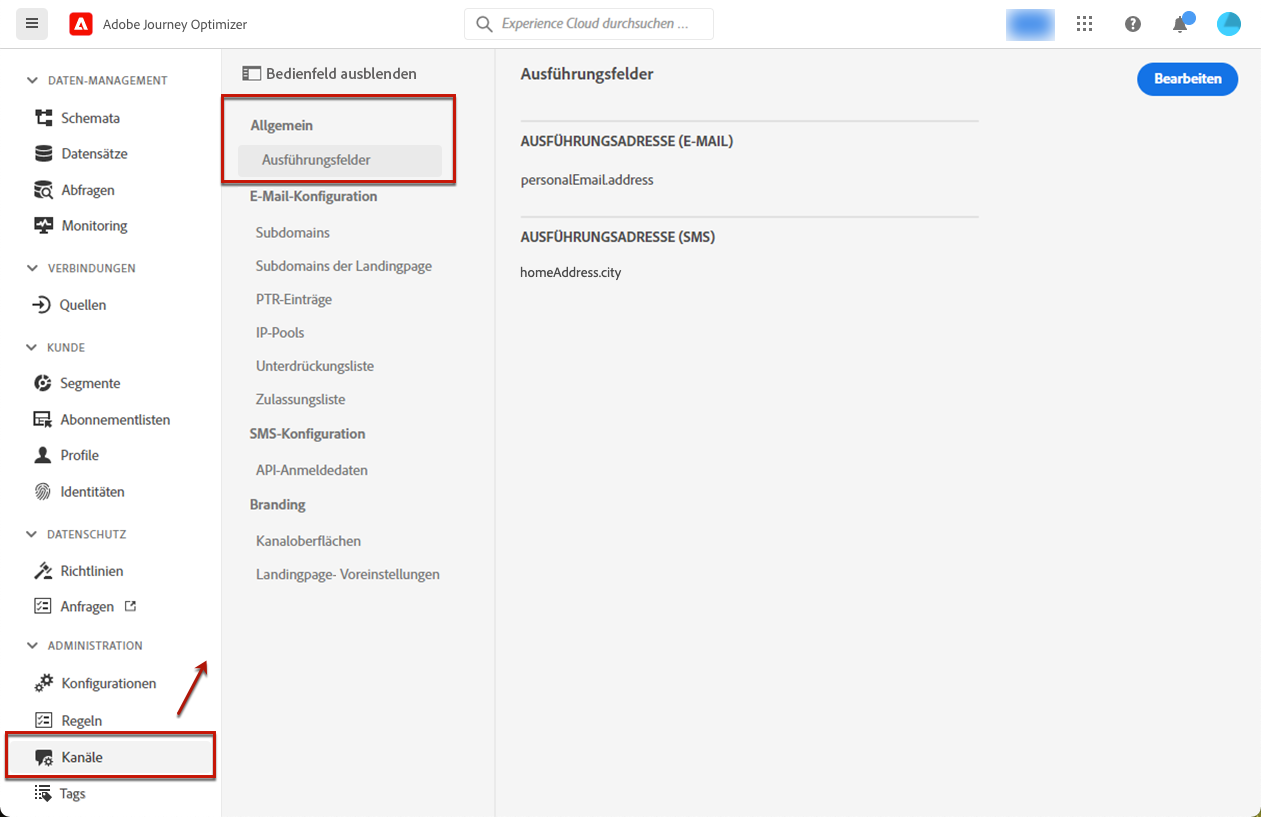 Adobe Journey Optimizer
Experience Cloud durchsuchen ...
DATEN-MANAGEMENT
Schemata
Datensätze
Abfragen
Monitoring
VERBINDUNGEN
Quellen
KUNDE
Segmente
Abonnementlisten
Profile
Identitäten
DATENSCHUTZ
Richtlinien
Anfragen
ADMINISTRATION
Konfigurationen
Regeln
Kanäle
Tags
Bedienfeld ausblenden
Allgemein
Ausführungsfelder
E-Mail-Konfiguration
Subdomains
Subdomains der Landingpage
PTR-Einträge
IP-Pools
Unterdrückungsliste
Zulassungsliste
SMS-Konfiguration
API-Anmeldedaten
Branding
Kanaloberflächen
Landingpage- Voreinstellungen
Ausführungsfelder
Bearbeiten
AUSFÜHRUNGSADRESSE (E-MAIL)
personalEmail.address
AUSFÜHRUNGSADRESSE (SMS)
homeAddress.city